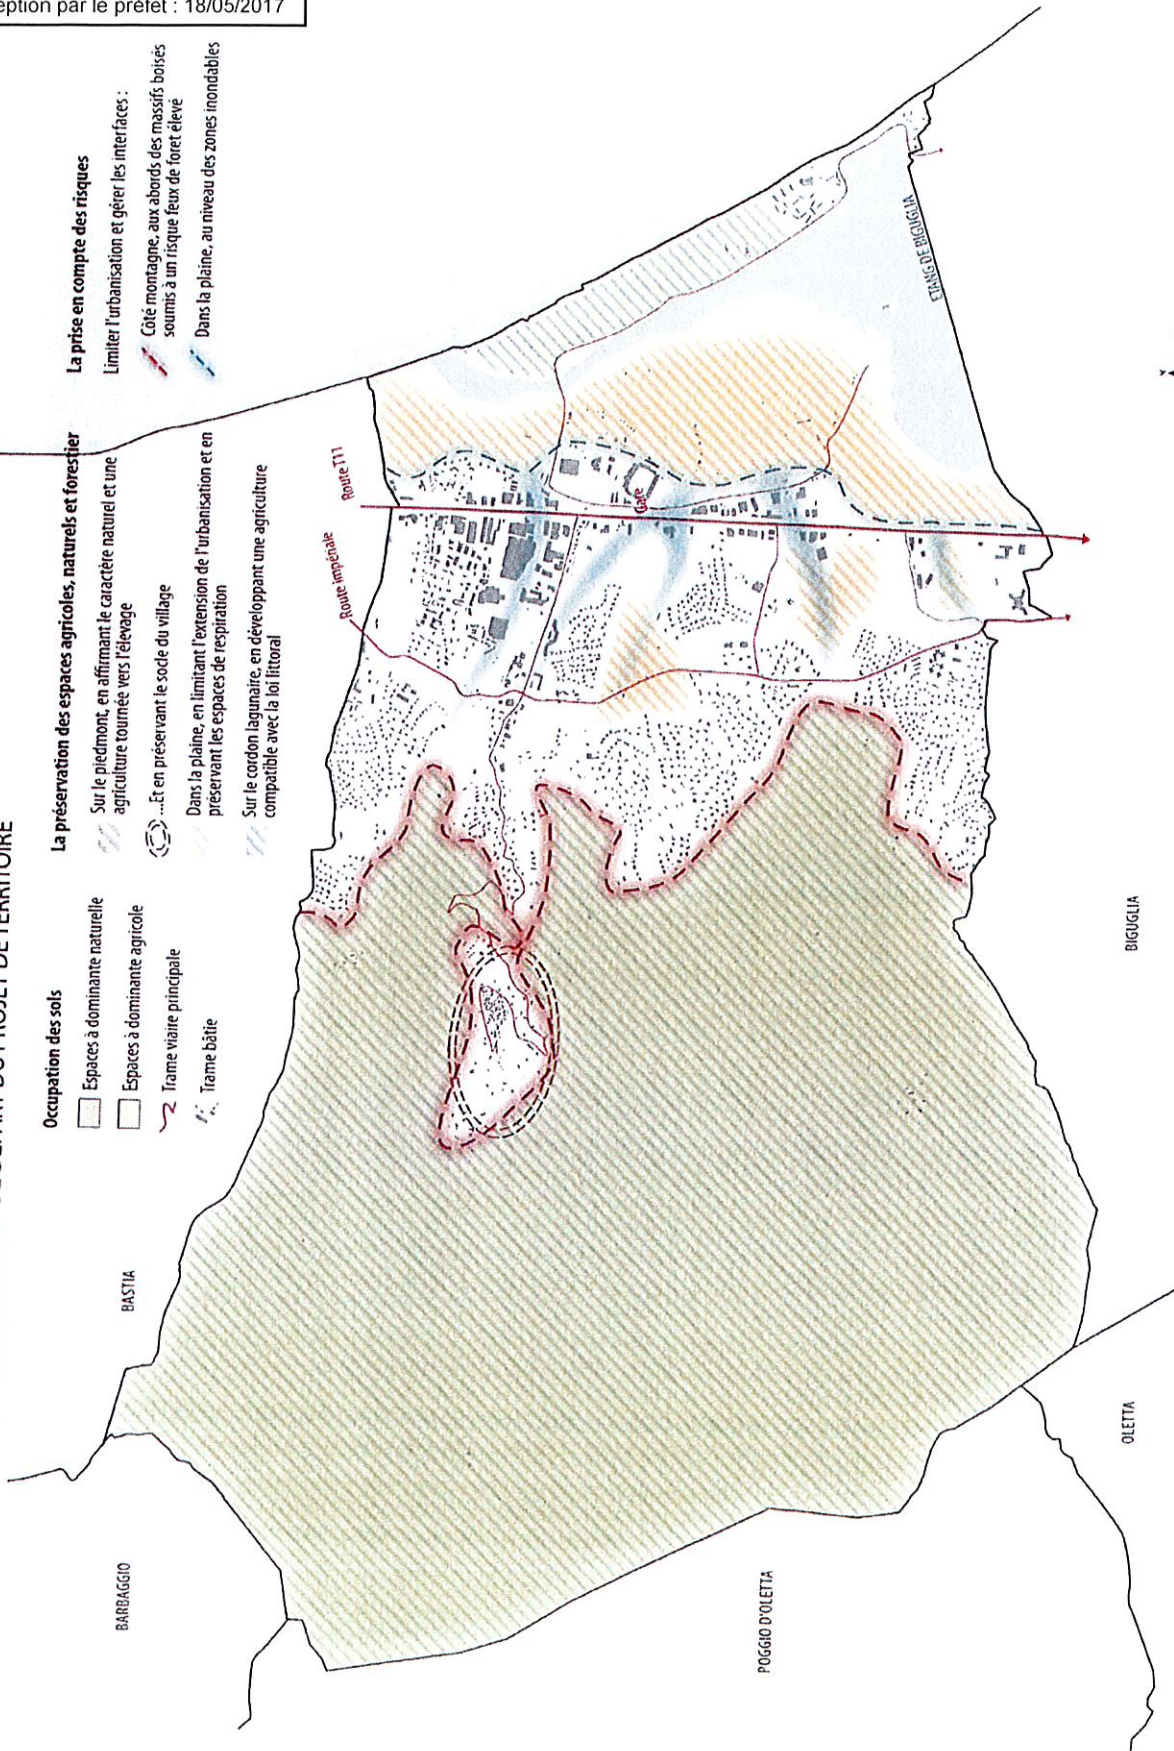 ption par le préfet : 18/05/2017
DU PROJET DE TERRITOIRE
Occupation des sols
Espaces à dominante naturelle
Espaces à dominante agricole
Trame viaire principale
Trame bâtie
La préservation des espaces agricoles, naturels et forestier
Sur le piedmont, en affirmant le caractère naturel et une
agriculture tournée vers l'élevage
...Et en préservant le socle du village
Dans la plaine, en limitant l'extension de l'urbanisation et en
préservant les espaces de respiration
Sur le cordon lagunaire, en développant une agriculture
compatible avec la loi littoral
La prise en compte des risques
Limiter l'urbanisation et gérer les interfaces :
Côté montagne, aux abords des massifs boisés
soumis à un risque feux de foret élevé
Dans la plaine, au niveau des zones inondables
BARBAGGIO
BASTIA
Route impériale
Route T11
Gare
ETANG DE BIGUGLIA
POGGIO D'OLETTA
OLETTA
BIGUGLIA